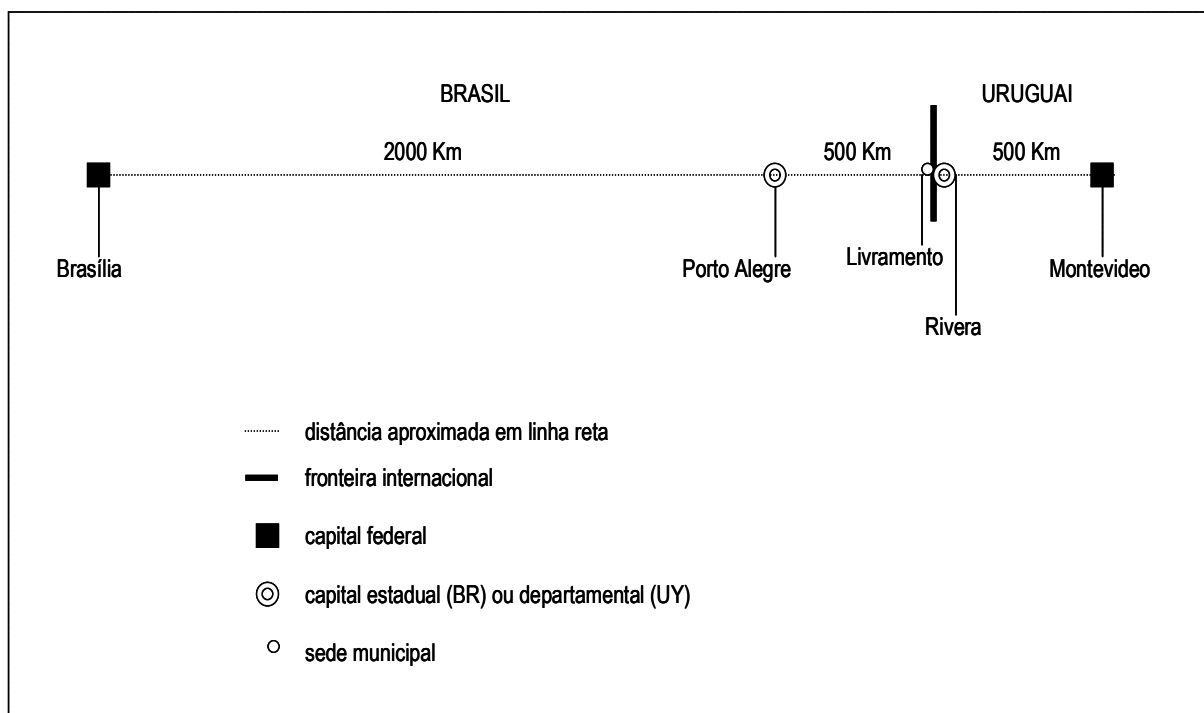 BRASIL URUGUAI
2000 Km 500 Km 500 Km
Brasília Porto Alegre Livramento Montevideo
Rivera
distância aproximada em linha reta
fronteira internacional
capital federal
capital estadual (BR) ou departamental (UY)
sede municipal